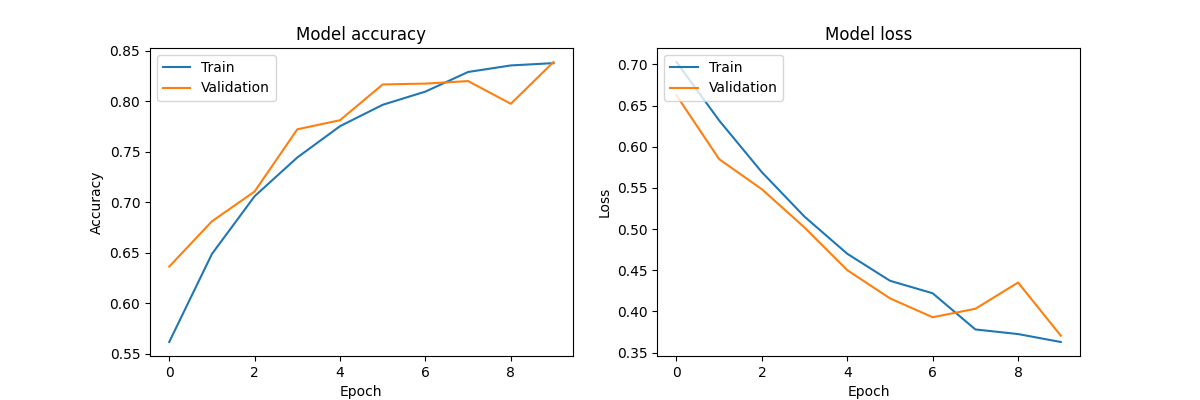 Model accuracy
Train
Validation
0.85
0.80
0.75
0.70
0.65
0.60
0.55
Accuracy
0 2 4 6 8
Epoch
Model loss
Train
Validation
0.70
0.65
0.60
0.55
0.50
0.45
0.40
0.35
Loss
0 2 4 6 8
Epoch